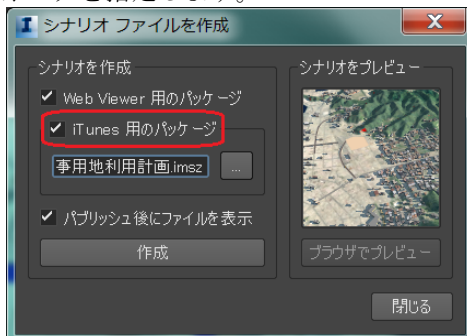 シナリオ ファイルを作成
シナリオを作成
Web Viewer 用のパッケージ
iTunes 用のパッケージ
事用地利用計画.imsz
...
パブリッシュ後にファイルを表示
作成
シナリオをプレビュー
ブラウザでプレビュー
閉じる